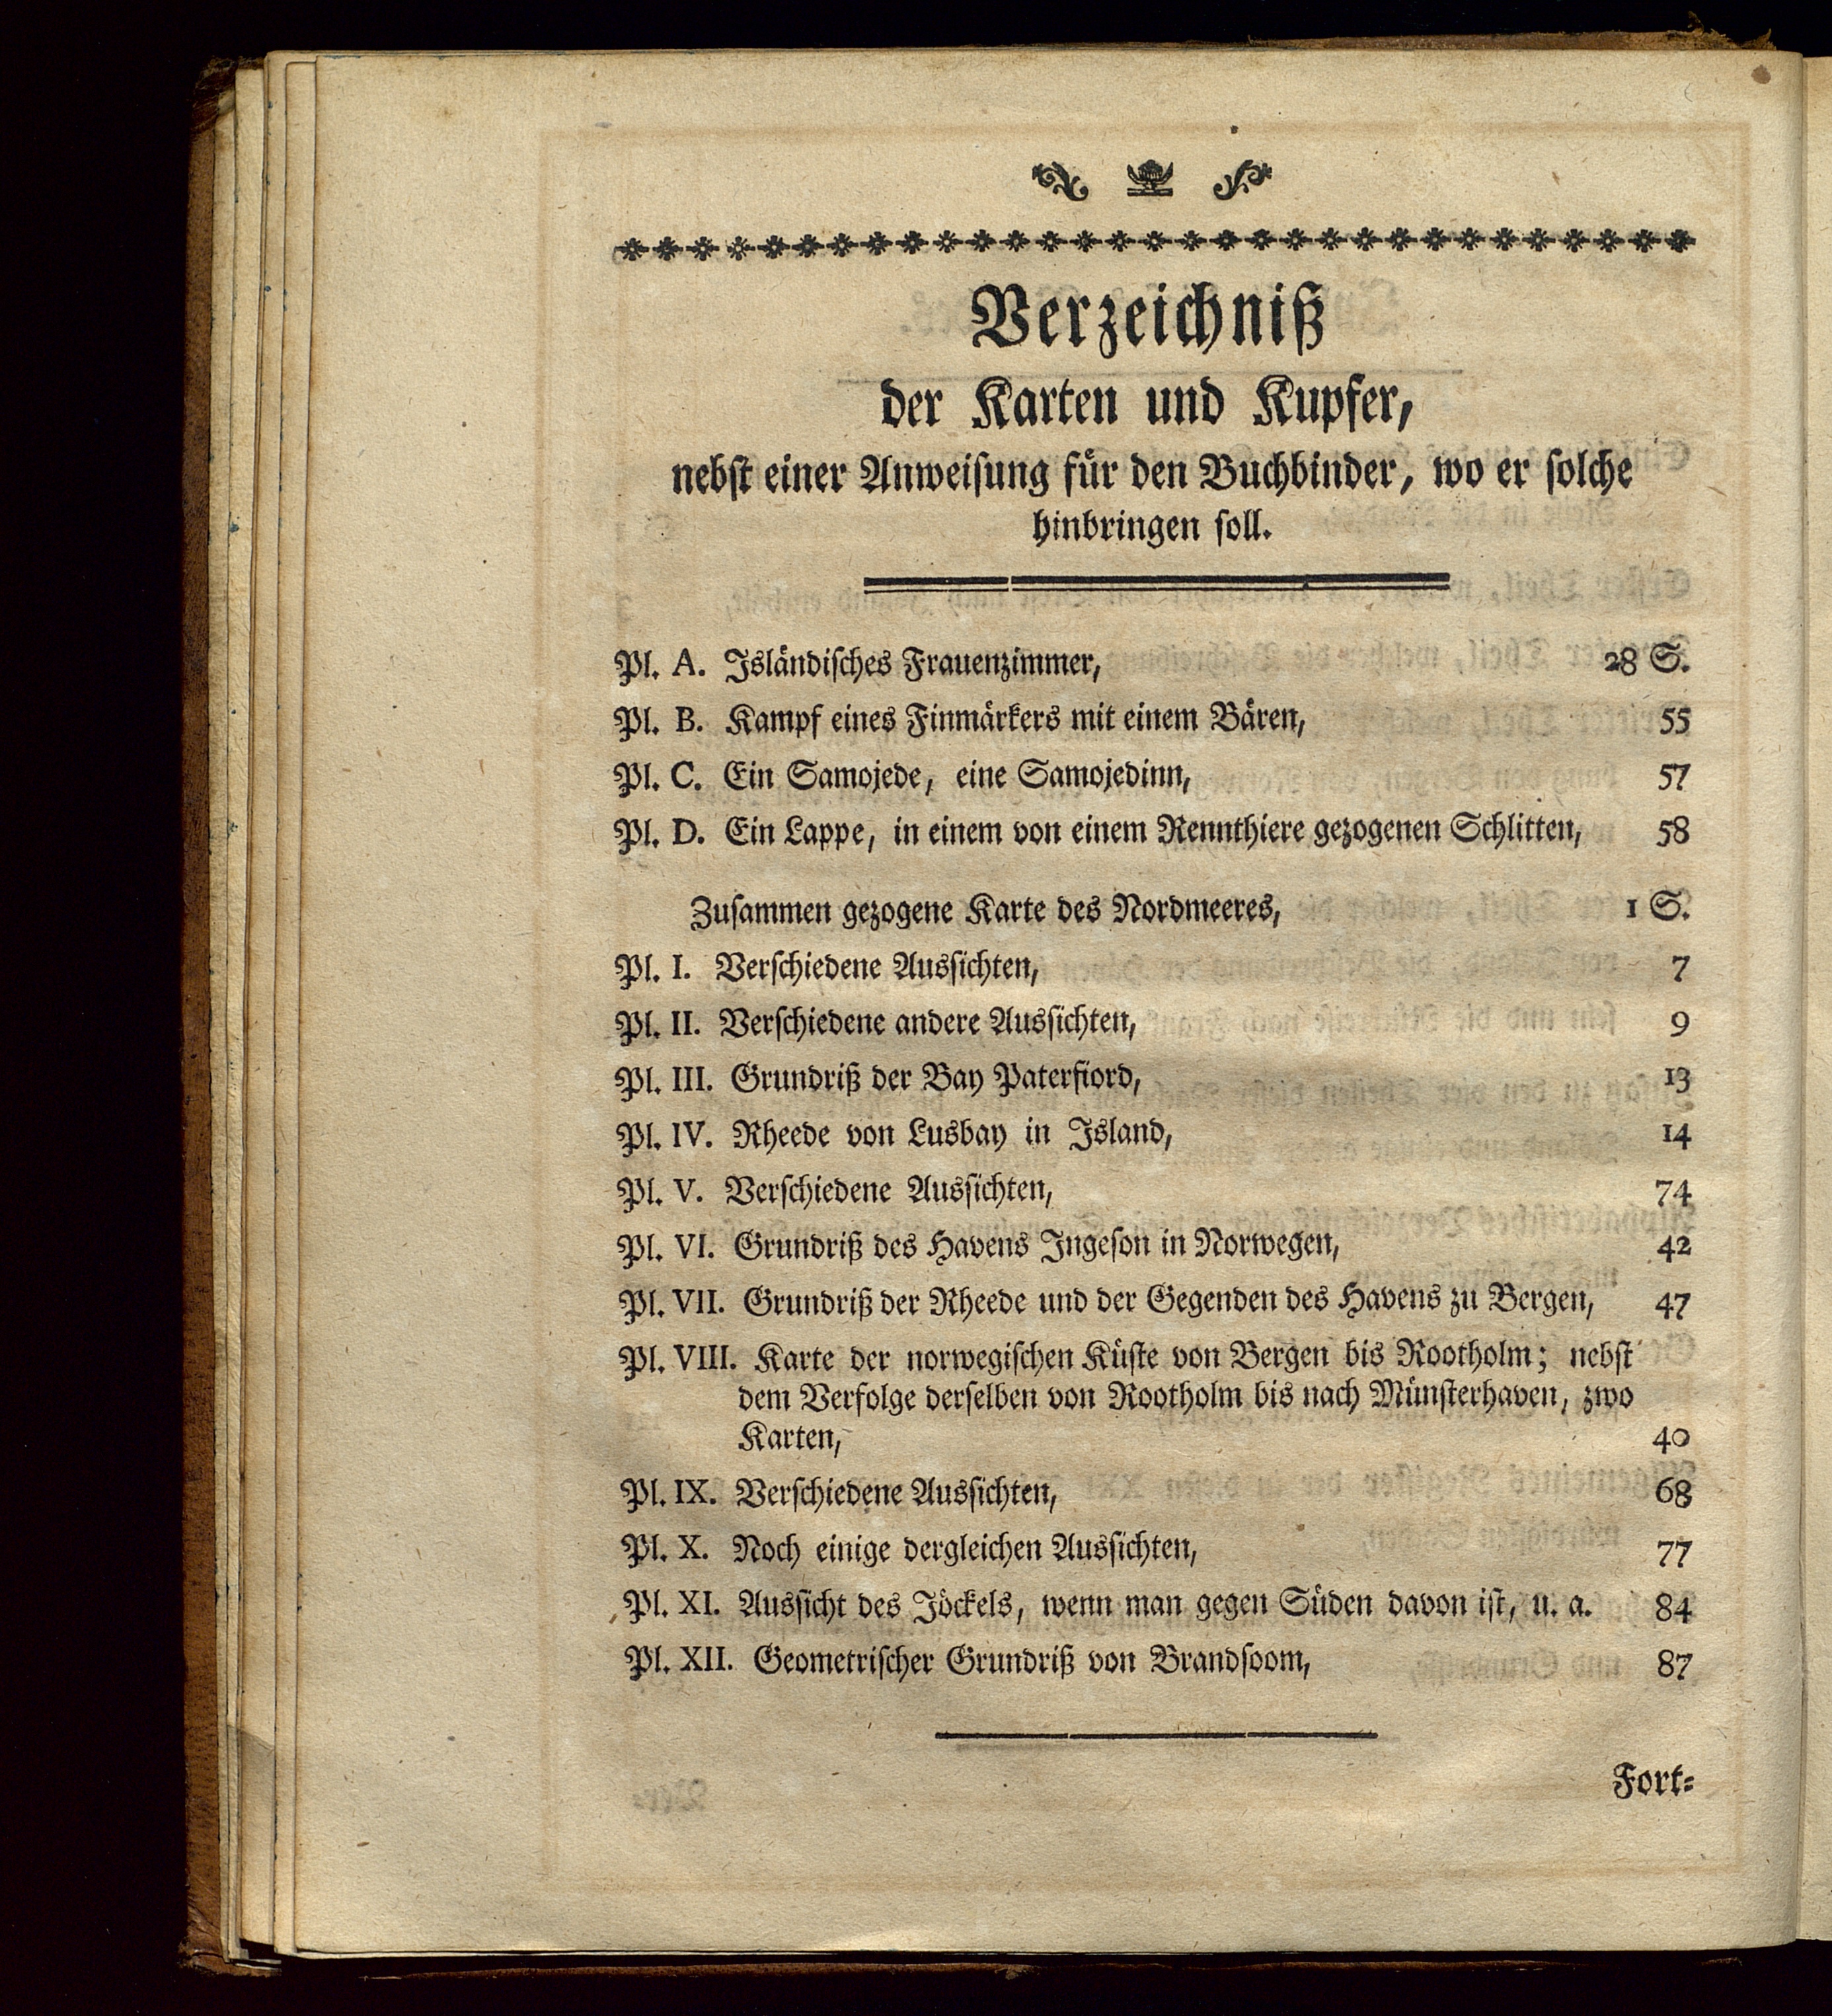 Verzeichniß
der Karten und Kupfer,
nebst einer Anweisung für den Buchbinder, wo er solche
hinbringen soll.
Pl. A. Isländisches Frauenzimmer, 28 S.
Pl. B. Kampf eines Finmärkers mit einem Bären, 55
Pl. C. Ein Samojede, eine Samojedinn, 57
Pl. D. Ein Lappe, in einem von einem Rennthiere gezogenen Schlitten, 58
Zusammen gezogene Karte des Nordmeeres, 1 S.
Pl. I. Verschiedene Aussichten, 7
Pl. II. Verschiedene andere Aussichten, 9
Pl. III. Grundriß der Bay Paterfiord, 13
Pl. IV. Rheede von Lusbay in Island, 14
Pl. V. Verschiedene Aussichten, 74
Pl. VI. Grundriß des Havens Ingeson in Norwegen, 42
Pl. VII. Grundriß der Rheede und der Gegenden des Havens zu Bergen, 47
Pl. VIII. Karte der norwegischen Küste von Bergen bis Rootholm; nebst
dem Verfolge derselben von Rootholm bis nach Münsterhaven, zwo
Karten, 40
Pl. IX. Verschiedene Aussichten, 68
Pl. X. Noch einige dergleichen Aussichten, 77
Pl. XI. Aussicht des Jöckels, wenn man gegen Süden davon ist, u. a. 84
Pl. XII. Geometrischer Grundriß von Brandsoom, 87
Fort-